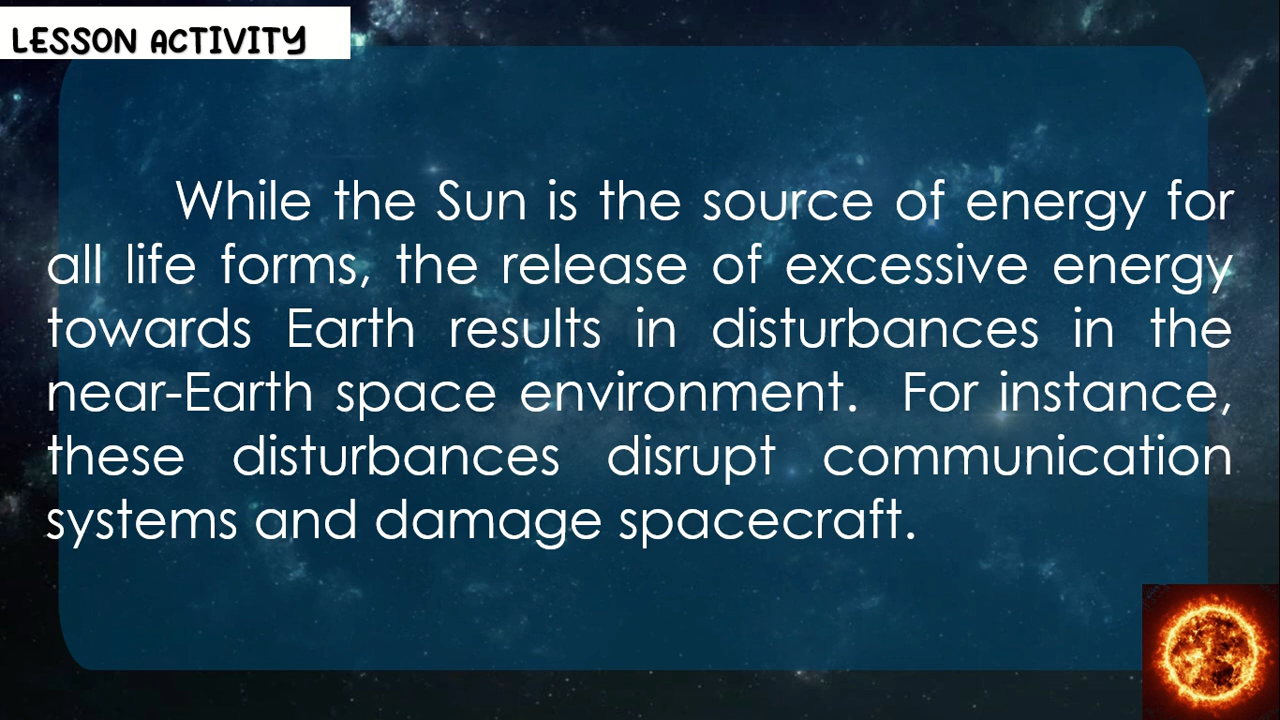 LESSON ACTIVITY
While the Sun is the source of energy for
all life forms, the release of excessive energy
towards Earth results in disturbances in the
near-Earth space environment.  For instance,
these disturbances disrupt communication
systems and damage spacecraft.